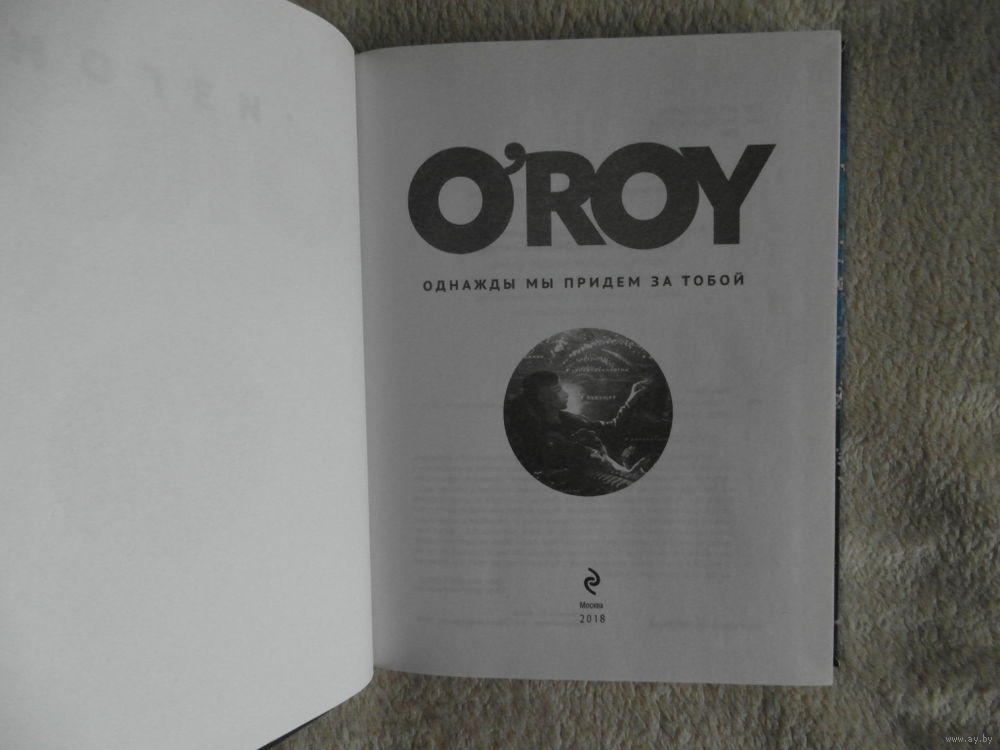 O'ROY
ОДНАЖДЫ МЫ ПРИДЕМ ЗА ТОБОЙ
Москва
2018
www.ay.by